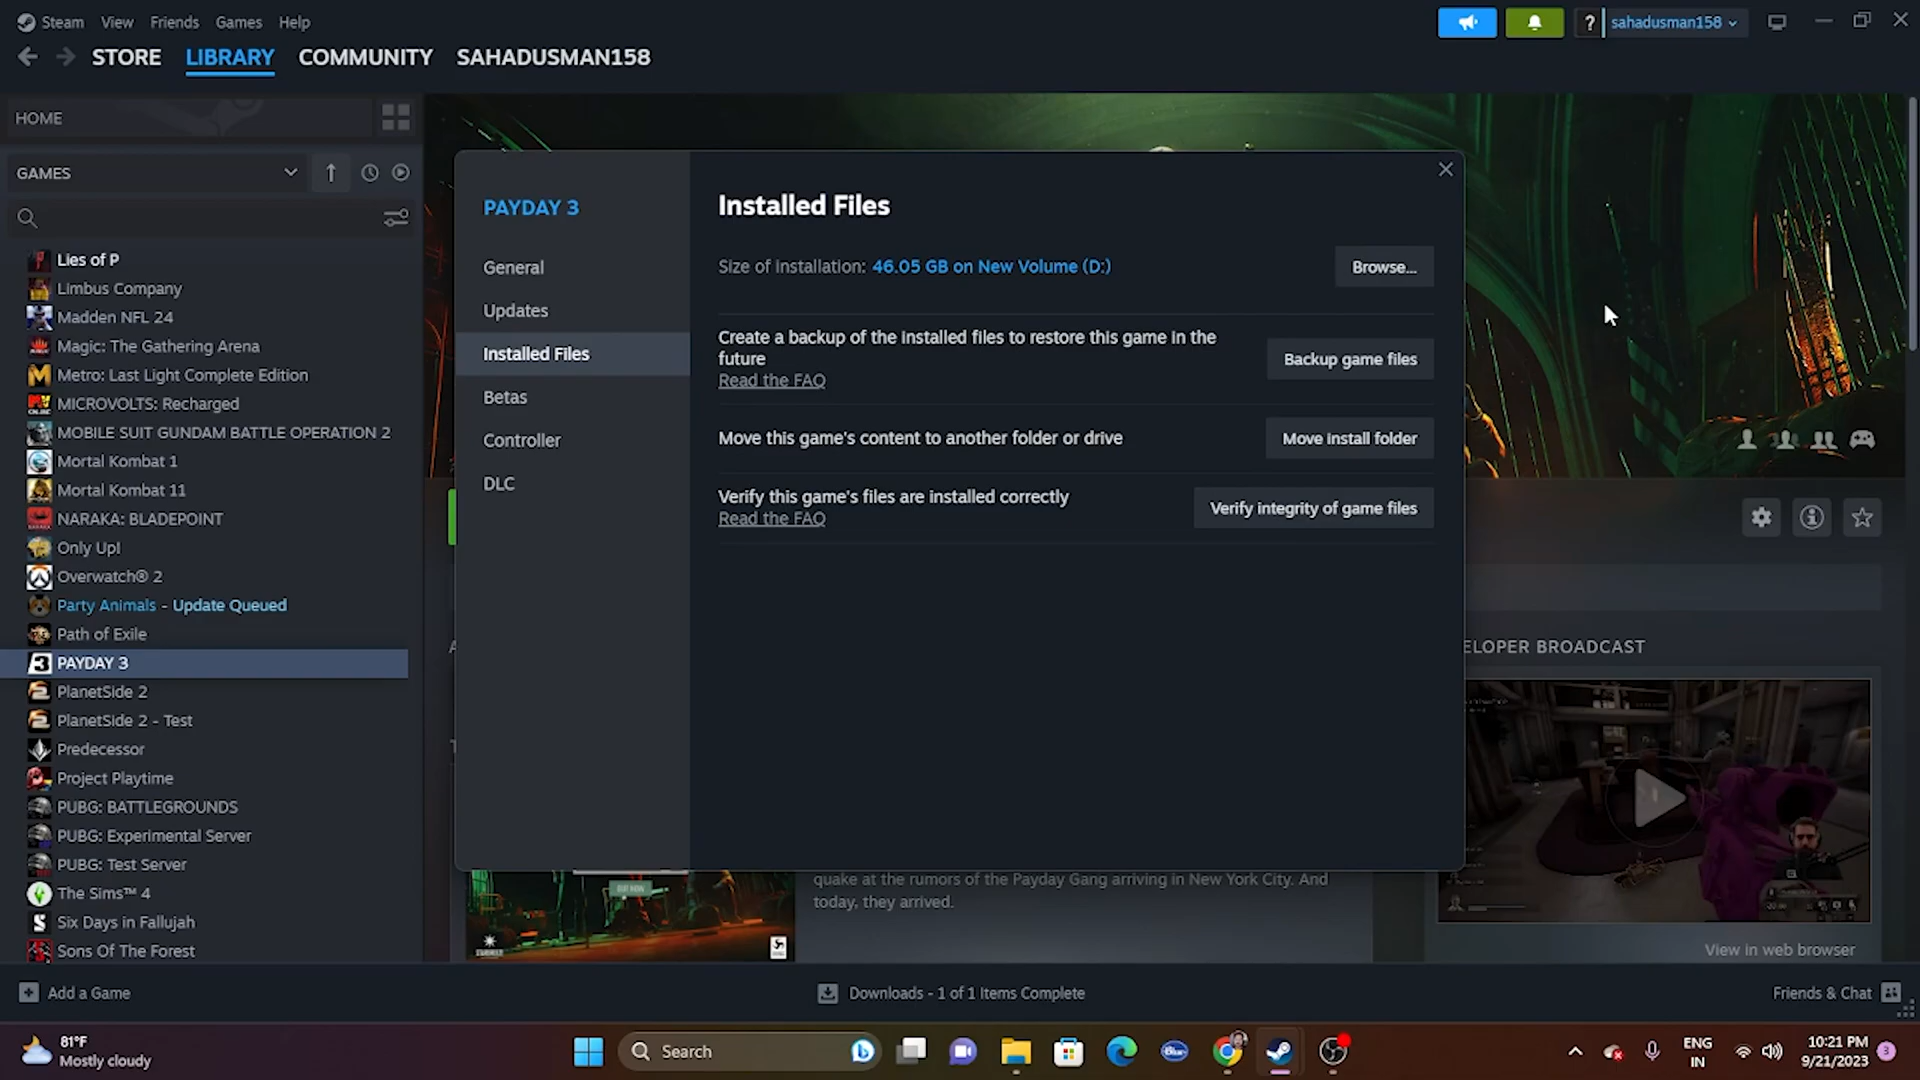 Steam View Friends Games Help
? sahadusman158
STORE LIBRARY COMMUNITY SAHADUSMAN158
HOME
GAMES
Lies of P
Limbus Company
Madden NFL 24
Magic: The Gathering Arena
Metro: Last Light Complete Edition
MICROVOLTS: Recharged
MOBILE SUIT GUNDAM BATTLE OPERATION 2
Mortal Kombat 1
Mortal Kombat 11
NARAKA: BLADEPOINT
Only Up!
Overwatch® 2
Party Animals - Update Queued
Path of Exile
PAYDAY 3
PlanetSide 2
PlanetSide 2 - Test
Predecessor
Project Playtime
PUBG: BATTLEGROUNDS
PUBG: Experimental Server
PUBG: Test Server
The Sims™ 4
Six Days in Fallujah
Sons Of The Forest
PAYDAY 3
General
Updates
Installed Files
Betas
Controller
DLC
Installed Files
Size of installation: 46.05 GB on New Volume (D:)
Browse...
Create a backup of the installed files to restore this game in the
future
Read the FAQ
Backup game files
Move this game's content to another folder or drive
Move install folder
Verify this game's files are installed correctly
Read the FAQ
Verify integrity of game files
ELOPER BROADCAST
quake at the rumors of the Payday Gang arriving in New York City. And
today, they arrived.
View in web browser
Add a Game
Downloads - 1 of 1 Items Complete
Friends & Chat
81°F
Mostly cloudy
Search
ENG
IN
10:21 PM
9/21/2023
3